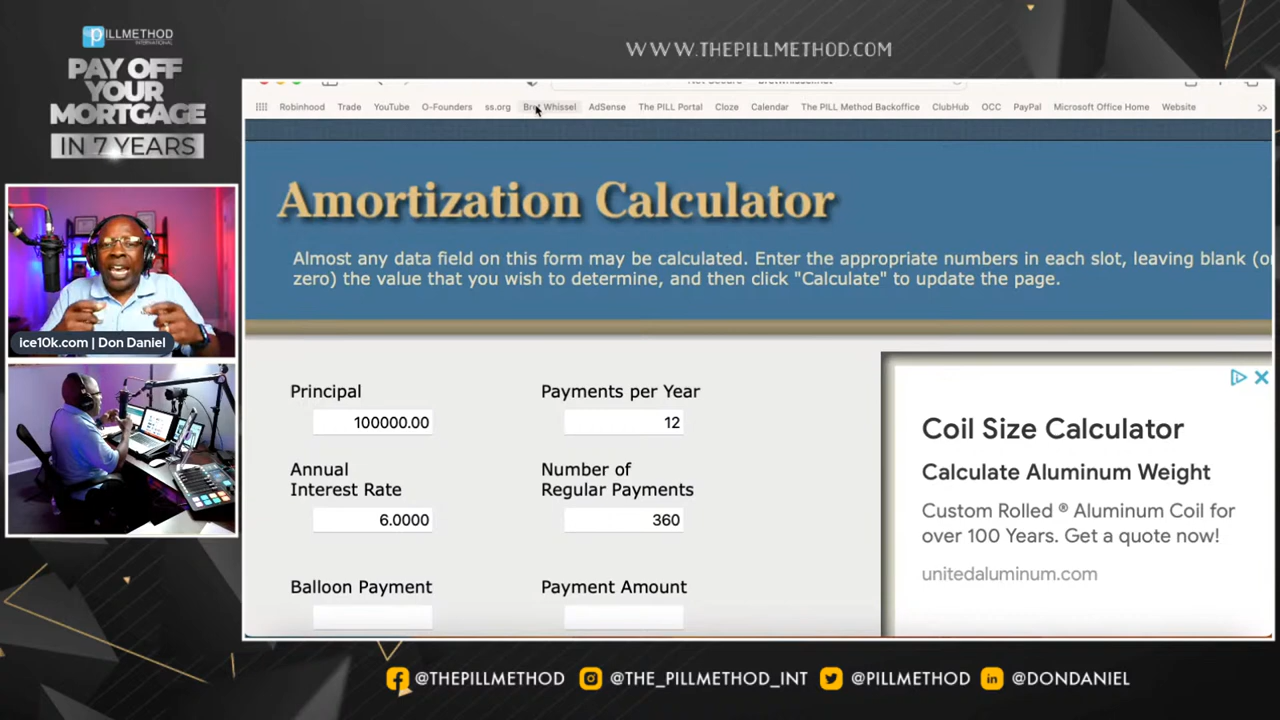 PILLMETHOD
INTERNATIONAL
PAY OFF
YOUR
MORTGAGE
IN 7 YEARS
WWW.THEPILLMETHOD.COM
Robinhood Trade YouTube O-Founders ss.org Bret Whissel AdSense The PILL Portal Cloze Calendar The PILL Method Backoffice ClubHub OCC PayPal Microsoft Office Home Website
Amortization Calculator
Almost any data field on this form may be calculated. Enter the appropriate numbers in each slot, leaving blank (or
zero) the value that you wish to determine, and then click "Calculate" to update the page.
Principal
100000.00
Payments per Year
12
Annual
Interest Rate
6.0000
Number of
Regular Payments
360
Balloon Payment
Payment Amount
Coil Size Calculator
Calculate Aluminum Weight
Custom Rolled ® Aluminum Coil for
over 100 Years. Get a quote now!
unitedaluminum.com
ice10k.com | Don Daniel
@THEPILLMETHOD @THE_PILLMETHOD_INT @PILLMETHOD @DONDANIEL